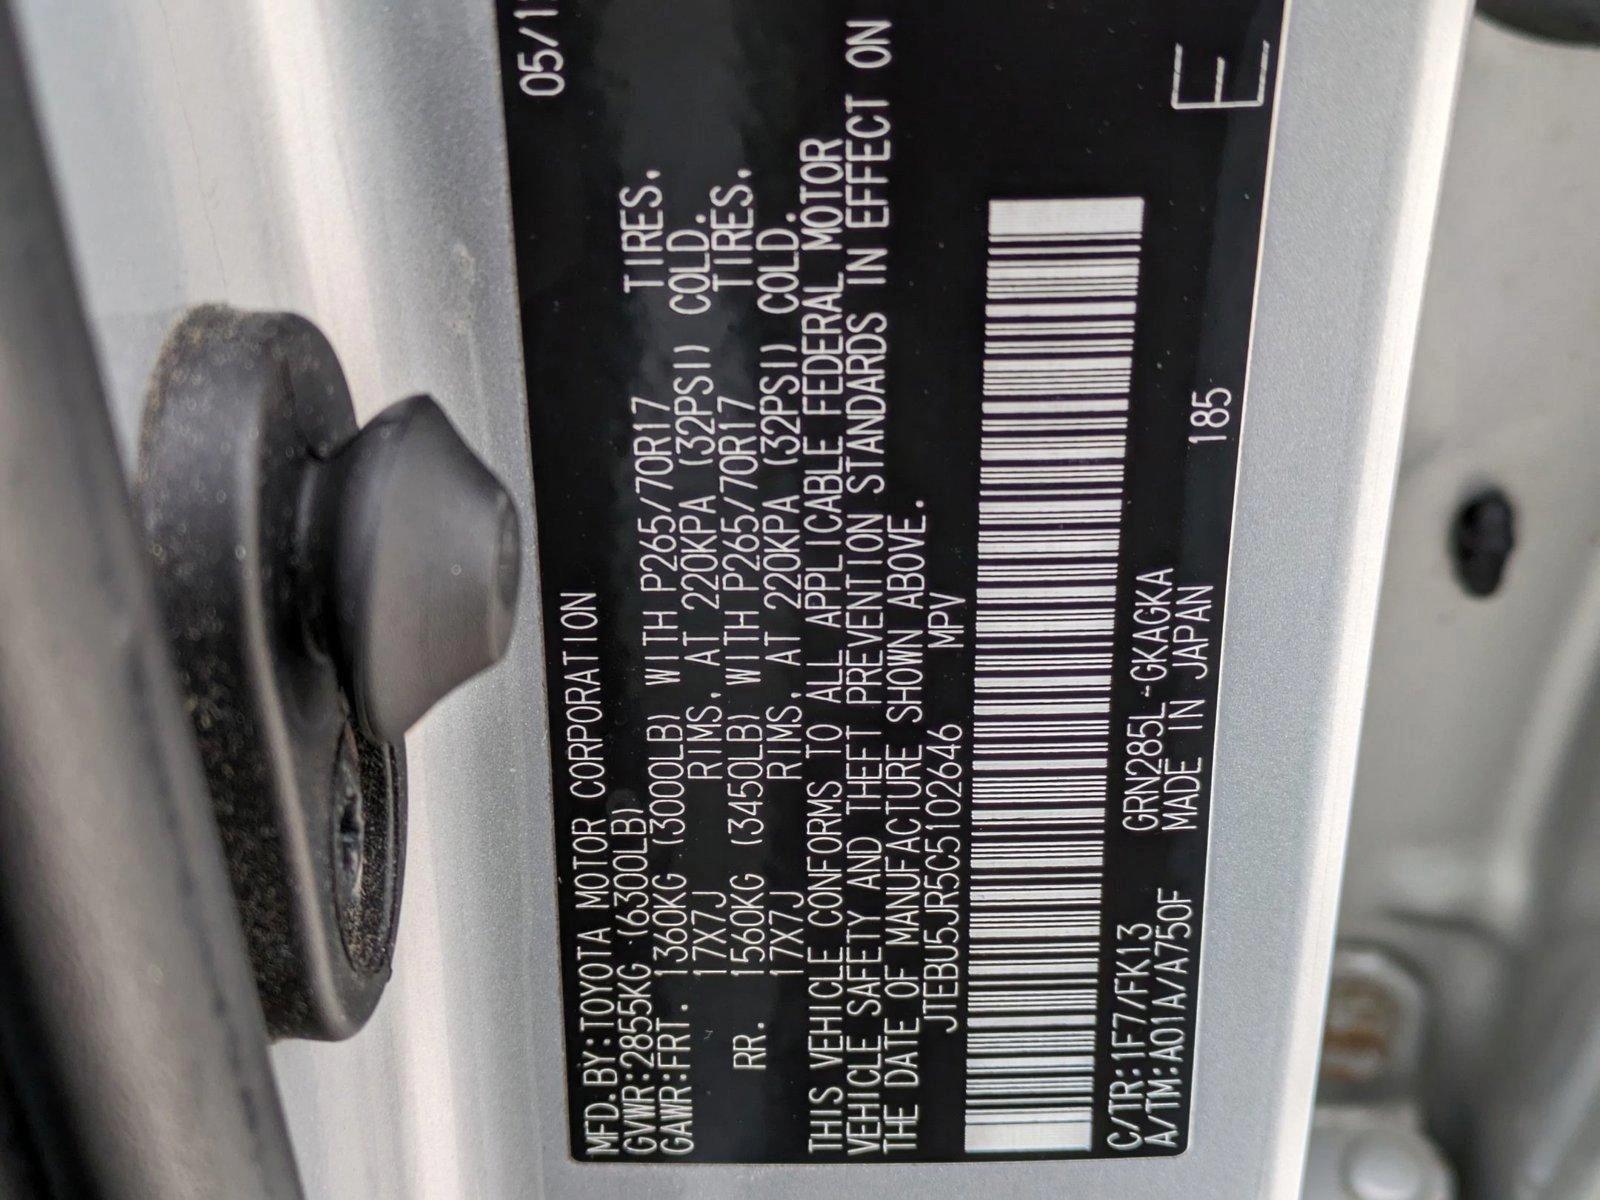 MFD.BY:TOYOTA MOTOR CORPORATION 05/1
GVWR:2855KG (6300LB)
GAWR:FRT. 1360KG (3000LB) WITH P265/70R17 TIRES.
17X7J RIMS, AT 220KPA (32PSI) COLD.
RR. 1560KG (3450LB) WITH P265/70R17 TIRES.
17X7J RIMS, AT 220KPA (32PSI) COLD.
THIS VEHICLE CONFORMS TO ALL APPLICABLE FEDERAL MOTOR
VEHICLE SAFETY AND THEFT PREVENTION STANDARDS IN EFFECT ON
THE DATE OF MANUFACTURE SHOWN ABOVE.
JTEBU5JR5C5102646 MPV
C/TR:1F7/FK13 GRN285L-GKAGKA 185 E
A/TM:A01A/A750F MADE IN JAPAN